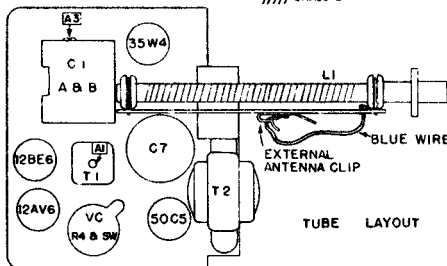 A3
35W4
C1
A & B
L1
12BE6
A1
T1
C7
EXTERNAL
ANTENNA CLIP
BLUE WIRE
T2
12AV6
VC
R4 & SW
50C5
TUBE LAYOUT